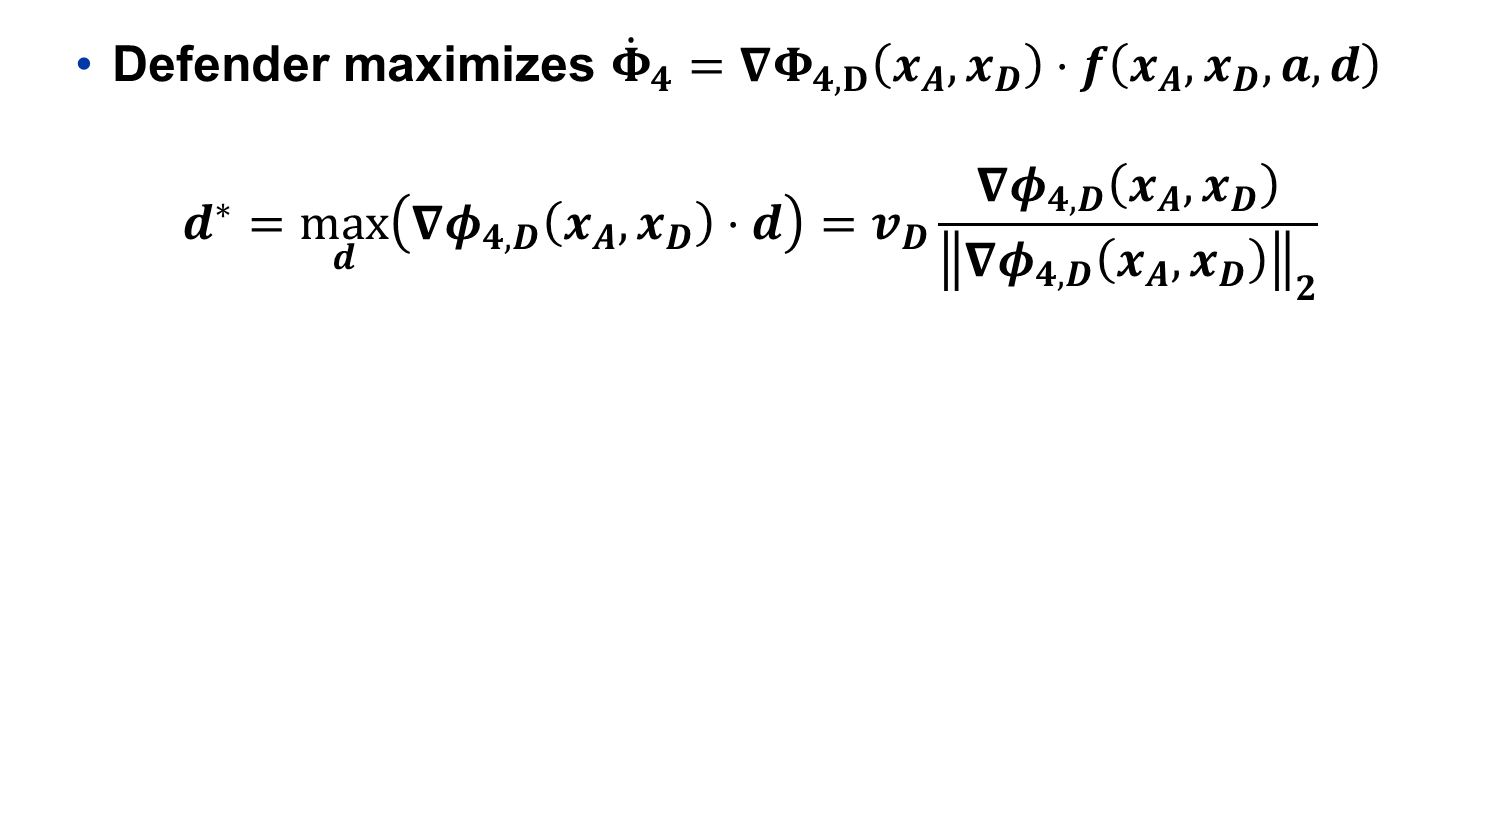 • Defender maximizes Φ̇₄ = ∇Φ₄,D(x_A, x_D) · f(x_A, x_D, a, d)
d* = max_d(∇ϕ₄,D(x_A, x_D) · d) = v_D ∇ϕ₄,D(x_A, x_D) / ‖∇ϕ₄,D(x_A, x_D)‖₂